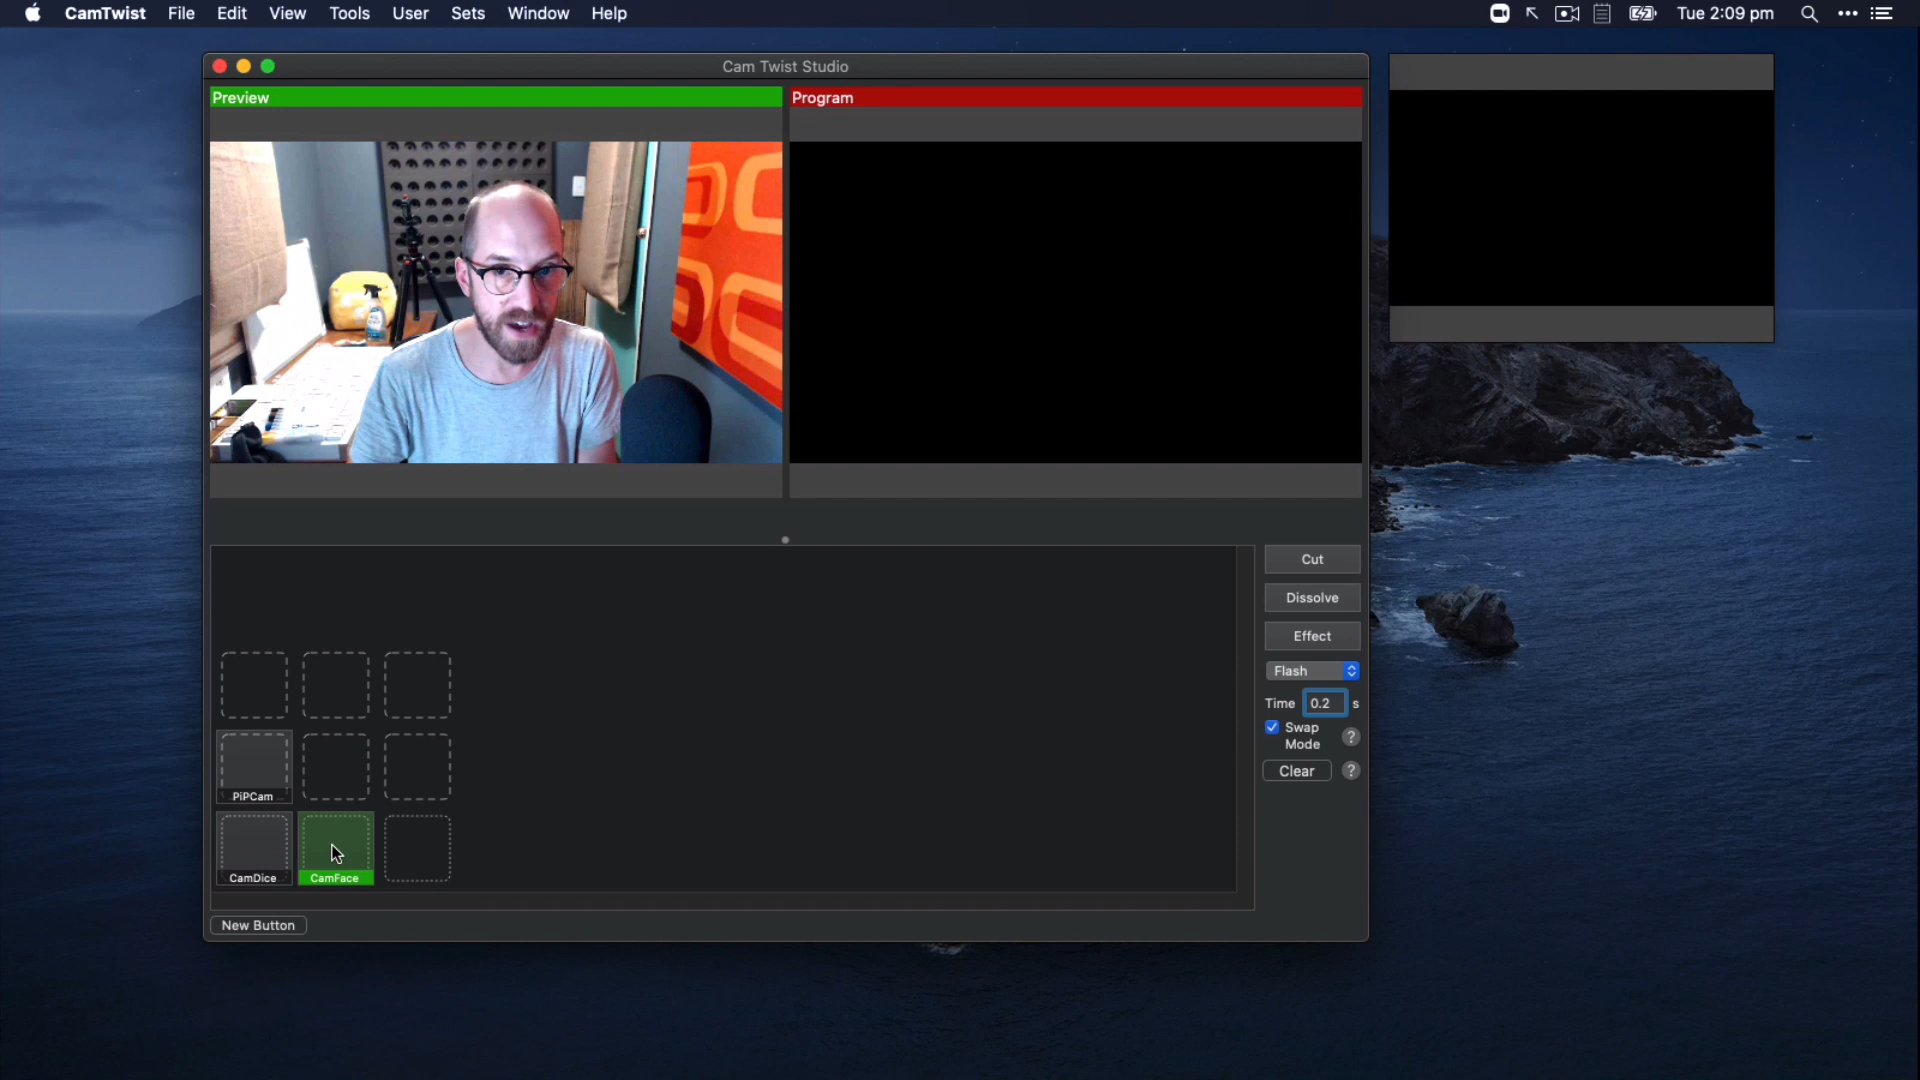 CamTwist File Edit View Tools User Sets Window Help
Tue 2:09 pm
Cam Twist Studio
Preview
Program
Cut
Dissolve
Effect
Flash
Time 0.2 s
Swap
Mode ?
Clear ?
PiPCam
CamDice CamFace
New Button